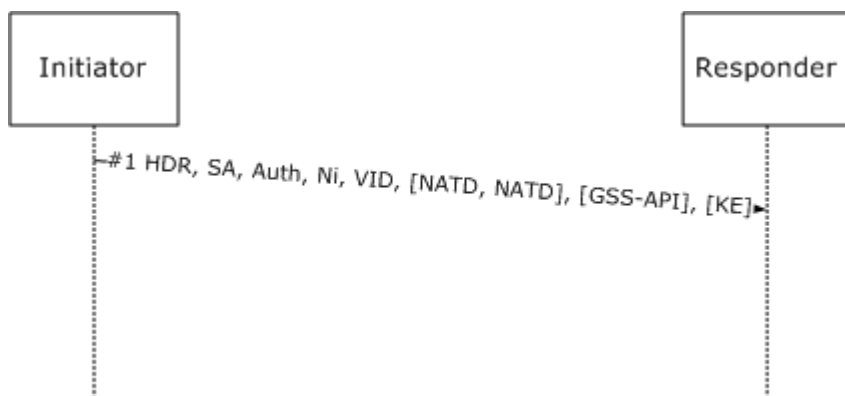 Initiator
Responder
#1 HDR, SA, Auth, Ni, VID, [NATD, NATD], [GSS-API], [KE]